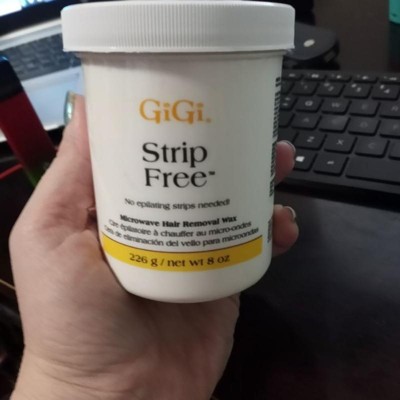 GiGi.
Strip
Free™
No epilating strips needed!
Microwave Hair Removal Wax
Cire épilatoire à chauffer au micro-ondes
Cera de eliminación del vello para microondas
226 g / net wt 8 oz